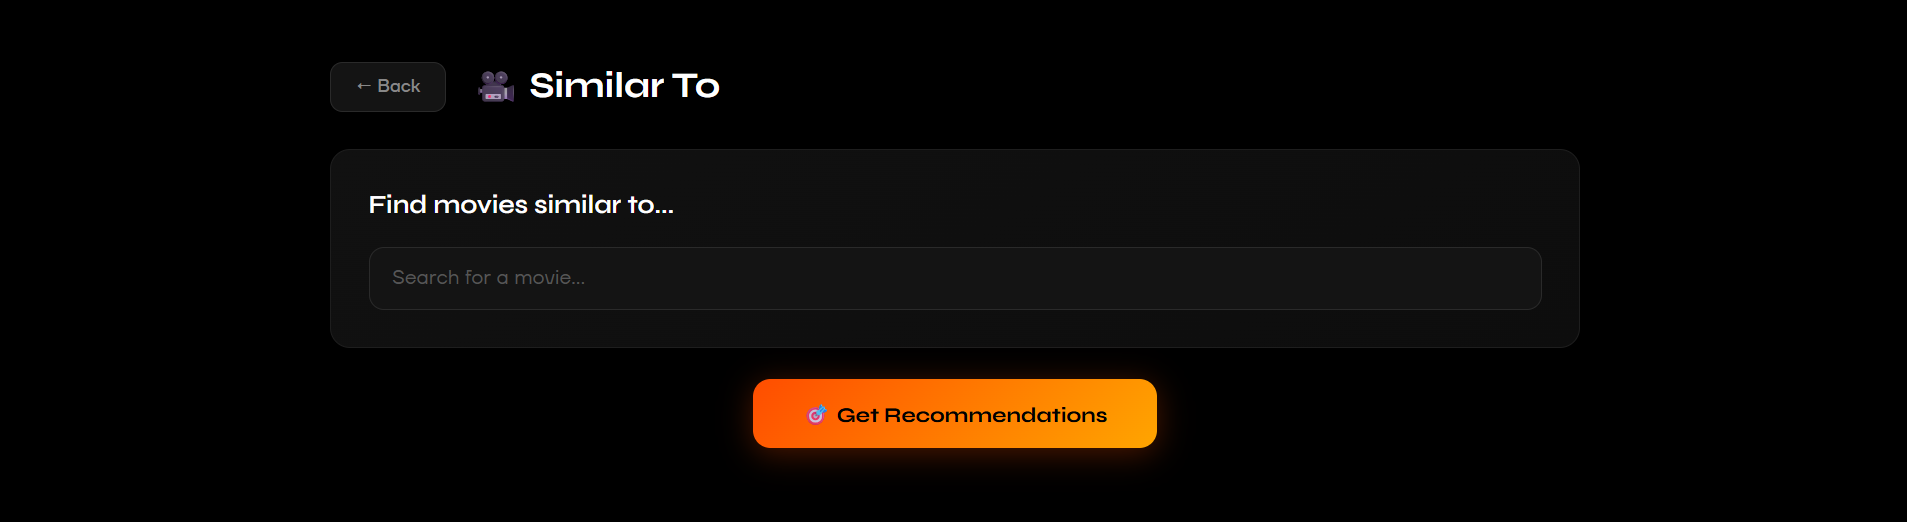 ← Back
Similar To
Find movies similar to...
Search for a movie...
Get Recommendations